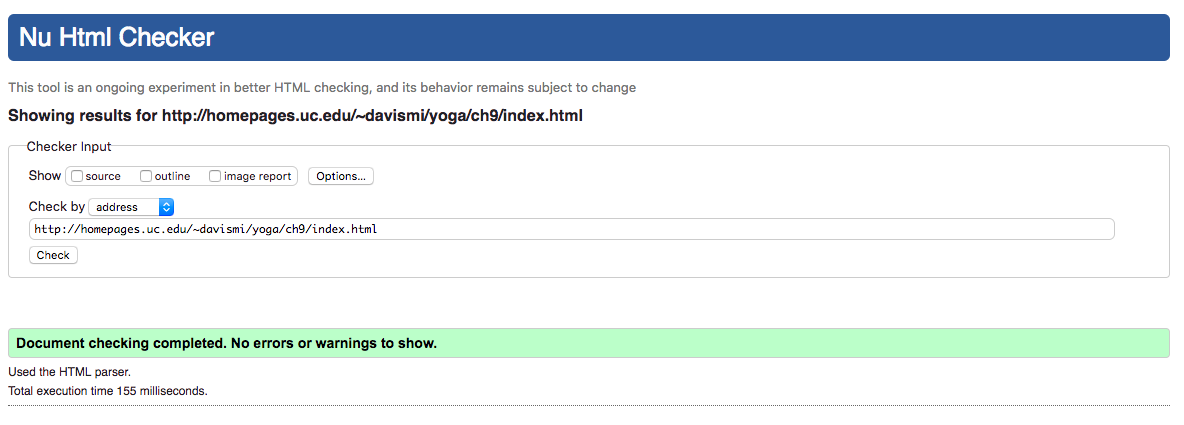 Nu Html Checker
This tool is an ongoing experiment in better HTML checking, and its behavior remains subject to change
Showing results for http://homepages.uc.edu/~davismi/yoga/ch9/index.html
Checker Input
Show source outline image report Options...
Check by address
http://homepages.uc.edu/~davismi/yoga/ch9/index.html
Check
Document checking completed. No errors or warnings to show.
Used the HTML parser.
Total execution time 155 milliseconds.